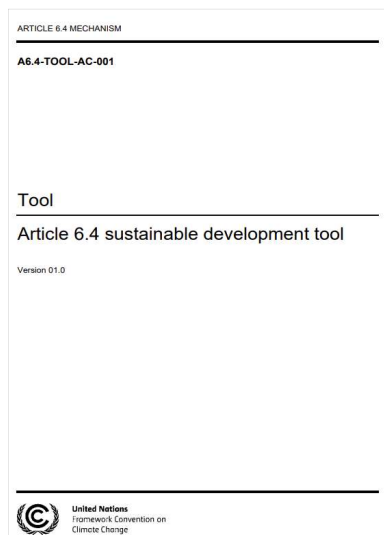 ARTICLE 6.4 MECHANISM
A6.4-TOOL-AC-001
Tool
Article 6.4 sustainable development tool
Version 01.0
United Nations
Framework Convention on
Climate Change